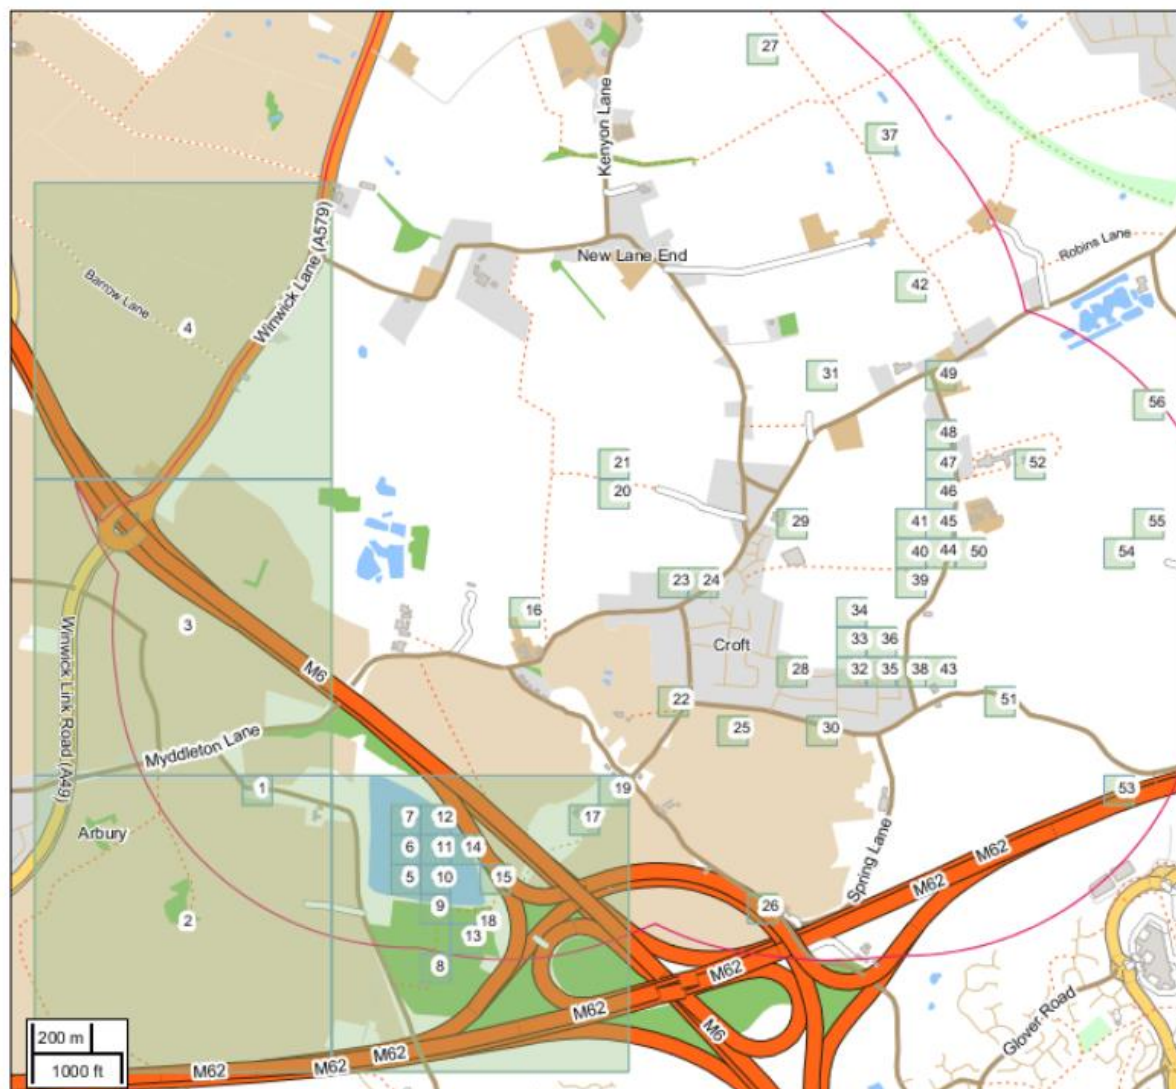 27
Kenyon Lane
37
New Lane End
Robins Lane
Winwick Lane (A579)
42
Barrow Lane
4
31
49
56
48
21
47
52
20
46
29
41
45
55
40
44
50
54
23
24
39
16
34
3
33
36
Croft
M6
28
32
35
38
43
Winwick Link Road (A49)
22
51
25
30
Myddleton Lane
1
19
53
7
12
17
Arbury
6
11
14
M62
5
10
15
Spring Lane
M62
2
9
26
18
13
8
M62
M62
M6
Glover Road
200 m
M62
M62
M62
1000 ft